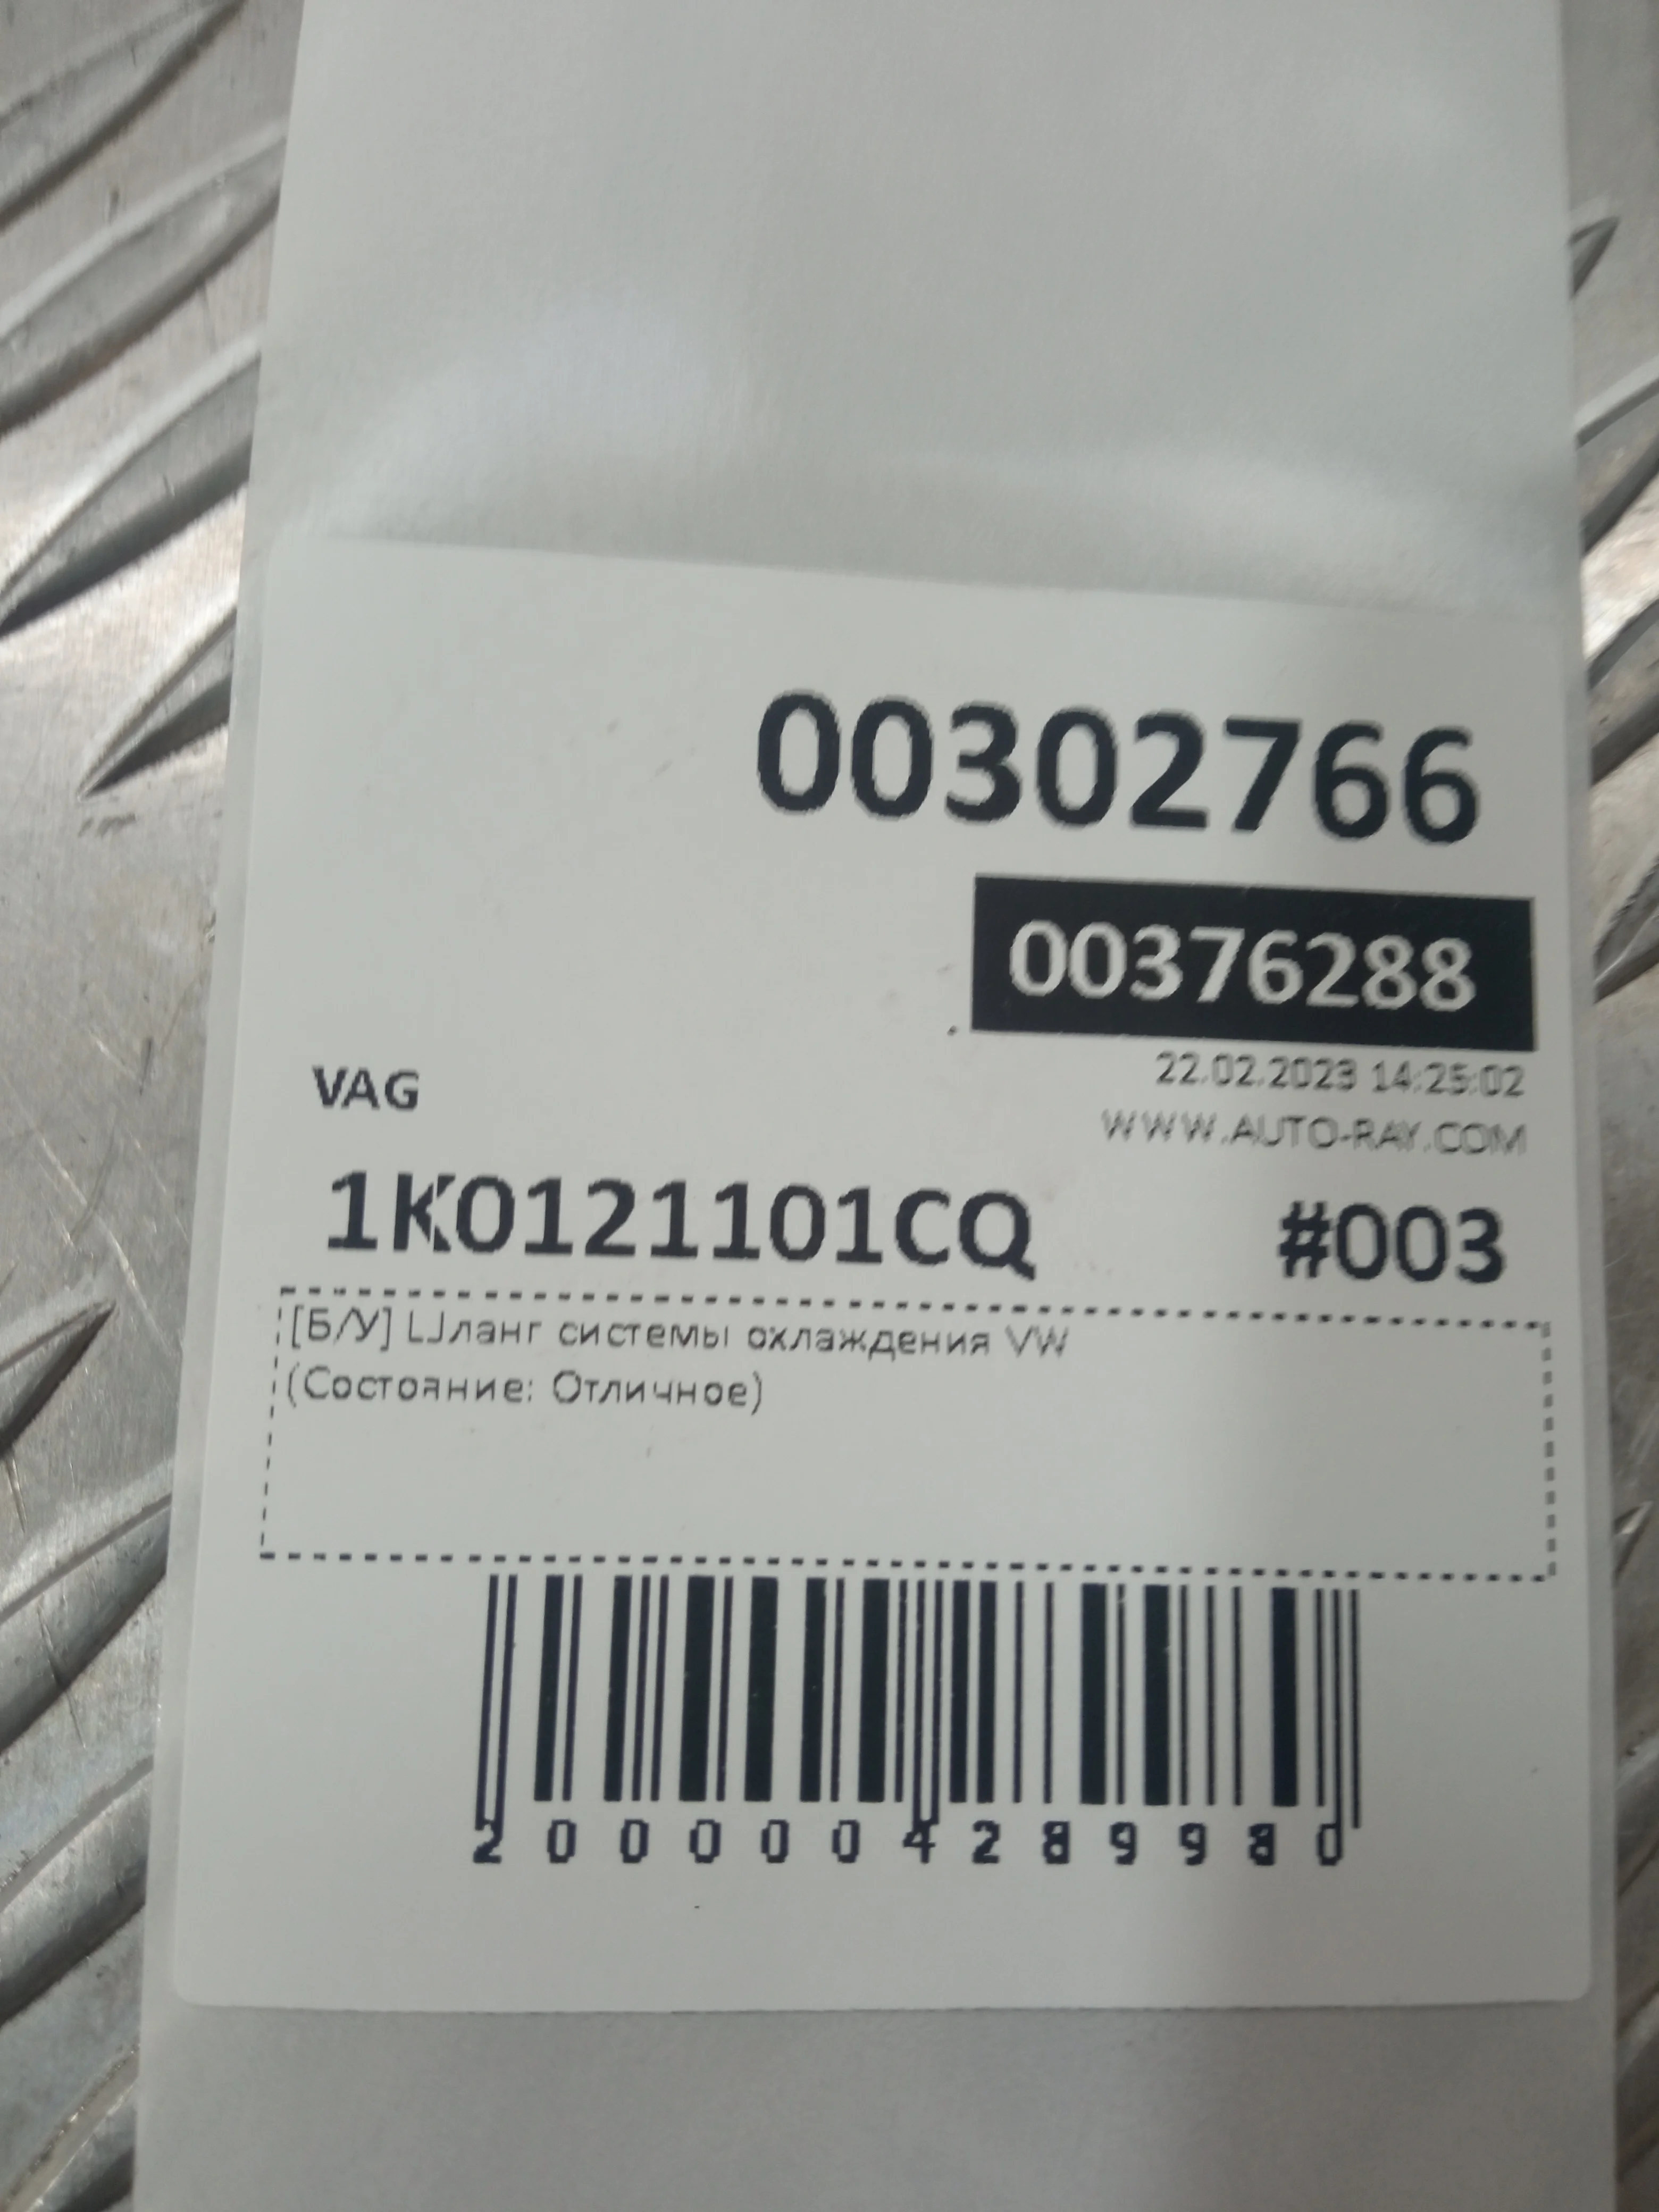 00302766
00376288
22.02.2023 14:25:02
VAG
WWW.AUTO-RAY.COM
1K0121101CQ #003
[Б/У] Шланг системы охлаждения VW
(Состояние: Отличное)
2000004289980